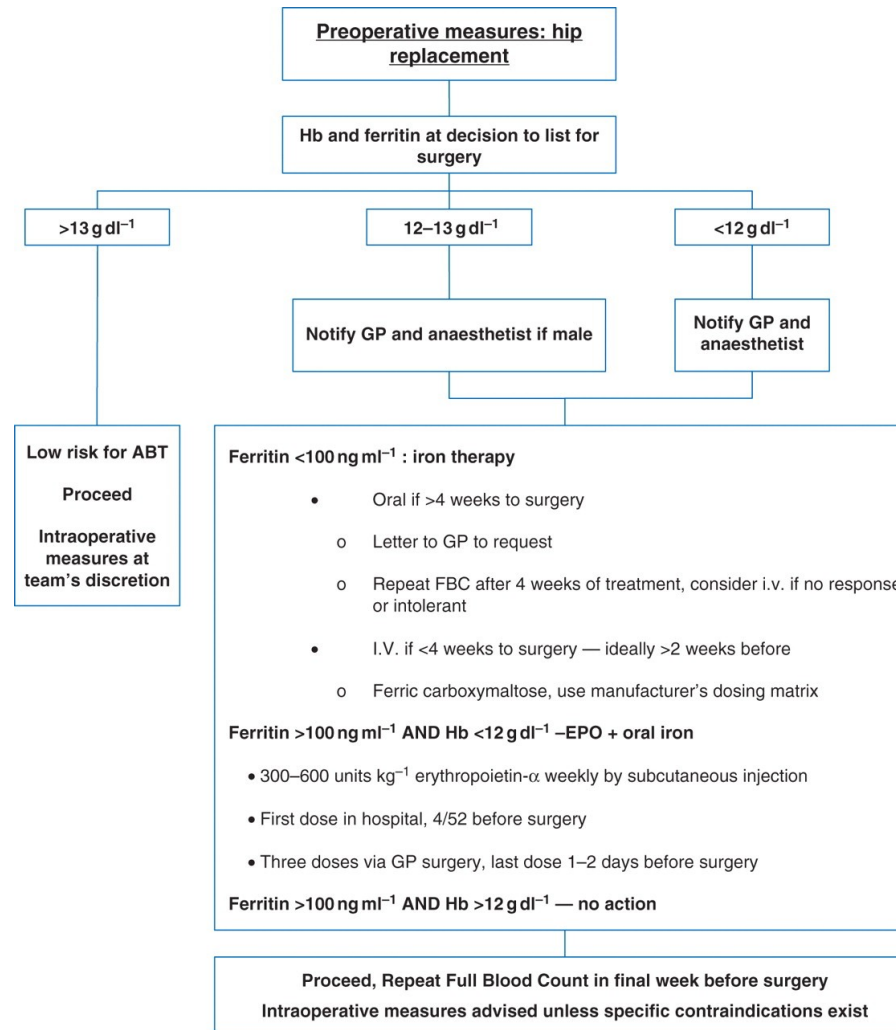 Preoperative measures: hip
replacement
Hb and ferritin at decision to list for
surgery
>13 g dl⁻¹
12–13 g dl⁻¹
<12 g dl⁻¹
Notify GP and anaesthetist if male
Notify GP and
anaesthetist
Low risk for ABT
Proceed
Intraoperative
measures at
team’s discretion
Ferritin <100 ng ml⁻¹ : iron therapy
• Oral if >4 weeks to surgery
o Letter to GP to request
o Repeat FBC after 4 weeks of treatment, consider i.v. if no response
or intolerant
• I.V. if <4 weeks to surgery — ideally >2 weeks before
o Ferric carboxymaltose, use manufacturer’s dosing matrix
Ferritin >100 ng ml⁻¹ AND Hb <12 g dl⁻¹ –EPO + oral iron
• 300–600 units kg⁻¹ erythropoietin-α weekly by subcutaneous injection
• First dose in hospital, 4/52 before surgery
• Three doses via GP surgery, last dose 1–2 days before surgery
Ferritin >100 ng ml⁻¹ AND Hb >12 g dl⁻¹ — no action
Proceed, Repeat Full Blood Count in final week before surgery
Intraoperative measures advised unless specific contraindications exist